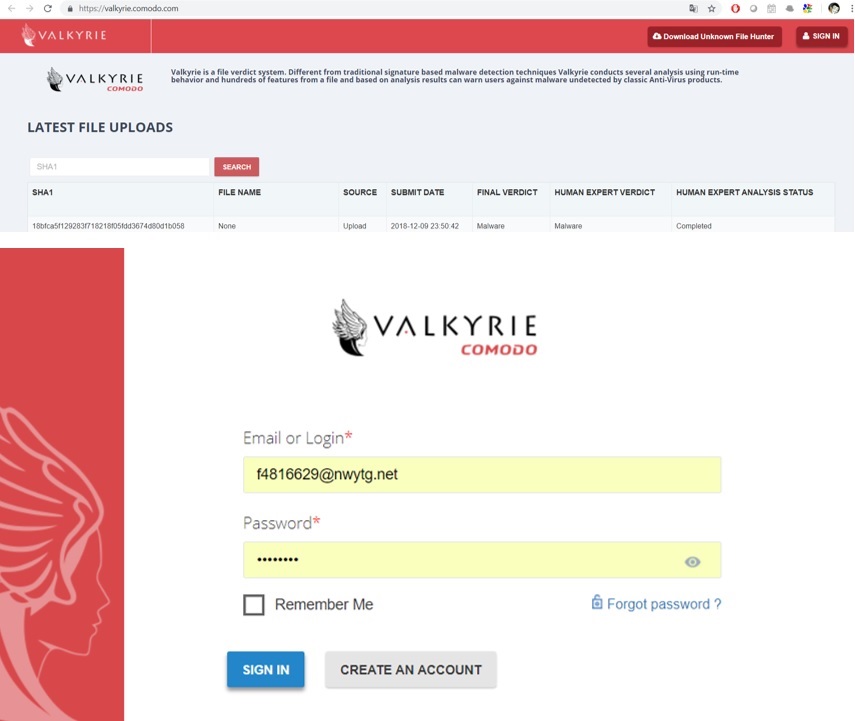 https://valkyrie.comodo.com
VALKYRIE
Download Unknown File Hunter
SIGN IN
VALKYRIE
COMODO
Valkyrie is a file verdict system. Different from traditional signature based malware detection techniques Valkyrie conducts several analysis using run-time
behavior and hundreds of features from a file and based on analysis results can warn users against malware undetected by classic Anti-Virus products.
LATEST FILE UPLOADS
SHA1
SEARCH
SHA1 FILE NAME SOURCE SUBMIT DATE FINAL VERDICT HUMAN EXPERT VERDICT HUMAN EXPERT ANALYSIS STATUS
18bfca5f129283f718218f05fdd3674d80d1b058 None Upload 2018-12-09 23:50:42 Malware Malware Completed
VALKYRIE
COMODO
Email or Login*
f4816629@nwytg.net
Password*
••••••••
Remember Me
Forgot password ?
SIGN IN
CREATE AN ACCOUNT